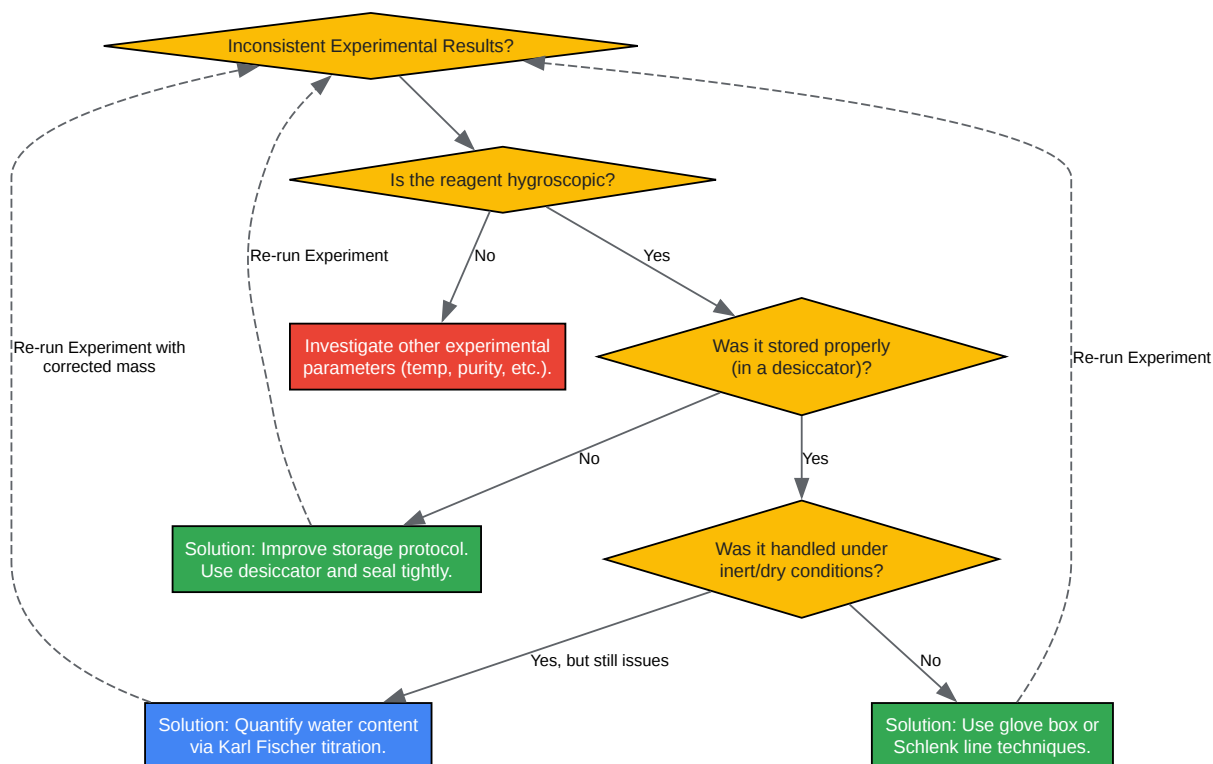 Inconsistent Experimental Results?
Is the reagent hygroscopic?
Re-run Experiment
No
Yes
Investigate other experimental
parameters (temp, purity, etc.).
Was it stored properly
(in a desiccator)?
Re-run Experiment with
corrected mass
Re-run Experiment
No
Yes
Solution: Improve storage protocol.
Use desiccator and seal tightly.
Was it handled under
inert/dry conditions?
Yes, but still issues
No
Solution: Quantify water content
via Karl Fischer titration.
Solution: Use glove box or
Schlenk line techniques.